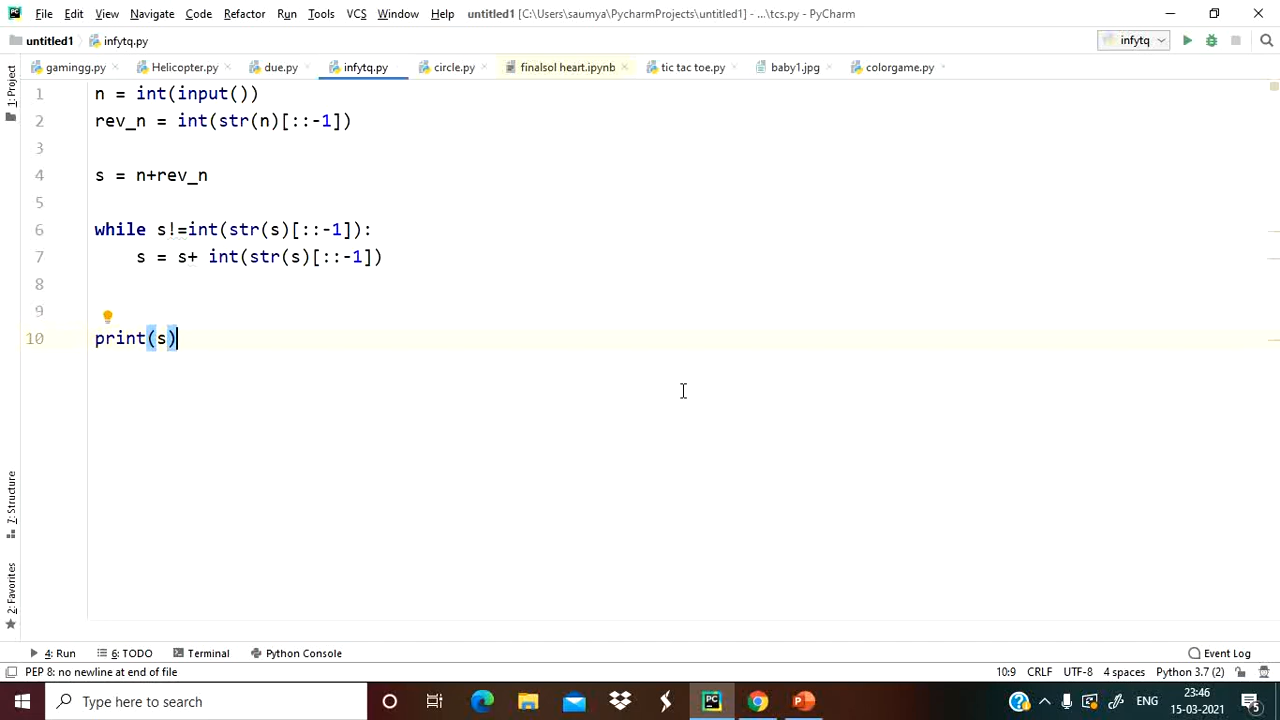 File Edit View Navigate Code Refactor Run Tools VCS Window Help untitled1 [C:\Users\saumya\PycharmProjects\untitled1] - ...\tcs.py - PyCharm
untitled1 infytq.py infytq
gamingg.py Helicopter.py due.py infytq.py circle.py finalsol heart.ipynb tic tac toe.py baby1.jpg colorgame.py
1: Project
1 n = int(input())
2 rev_n = int(str(n)[::-1])
3
4 s = n+rev_n
5
6 while s!=int(str(s)[::-1]):
7 s = s+ int(str(s)[::-1])
8
9
10 print(s)
7: Structure
2: Favorites
4: Run 6: TODO Terminal Python Console Event Log
PEP 8: no newline at end of file 10:9 CRLF UTF-8 4 spaces Python 3.7 (2)
Type here to search ENG 23:46
15-03-2021 5